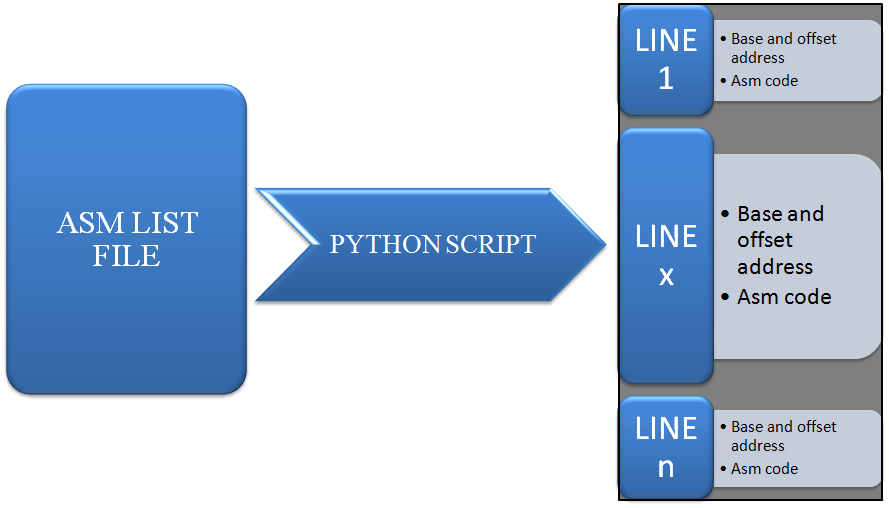 ASM LIST
FILE
PYTHON SCRIPT
LINE
1
• Base and offset
address
• Asm code
LINE
x
• Base and
offset
address
• Asm code
LINE
n
• Base and offset
address
• Asm code